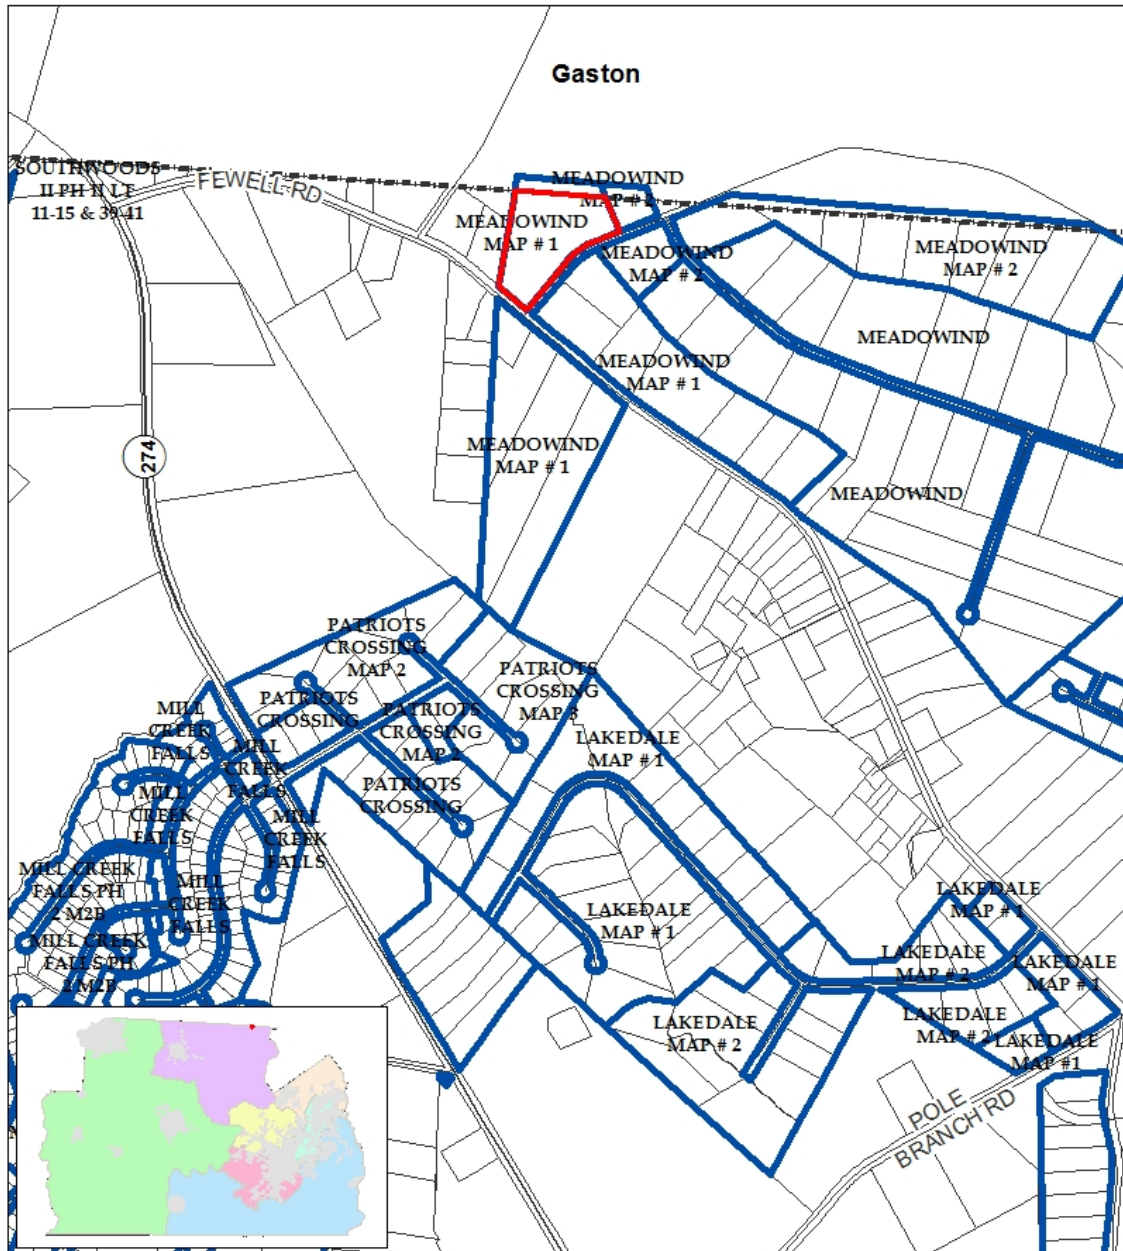 Gaston
SOUTHWOODS
II PH II LT
11-15 & 39-41
FEWELL RD
MEADOWIND
MAP # 2
MEADOWIND
MAP # 1
MEADOWIND
MAP # 2
MEADOWIND
MAP # 2
MEADOWIND
MEADOWIND
MAP # 1
MEADOWIND
MAP # 1
274
MEADOWIND
PATRIOTS
CROSSING
MAP 2
PATRIOTS
CROSSING
MAP 3
PATRIOTS
CROSSING
PATRIOTS
CROSSING
MAP 2
MILL
CREEK
FALLS
MILL
CREEK
FALLS
LAKEDALE
MAP # 1
PATRIOTS
CROSSING
MILL
CREEK
FALLS
MILL
CREEK
FALLS
MILL CREEK
FALLS PH
2 M2B
MILL
CREEK
FALLS
LAKEDALE
MAP # 1
LAKEDALE
MAP # 1
MILL CREEK
FALLS PH
2 M2B
LAKEDALE
MAP # 2
LAKEDALE
MAP # 1
LAKEDALE
MAP # 2
LAKEDALE
MAP # 2
LAKEDALE
MAP #1
POLE
BRANCH RD